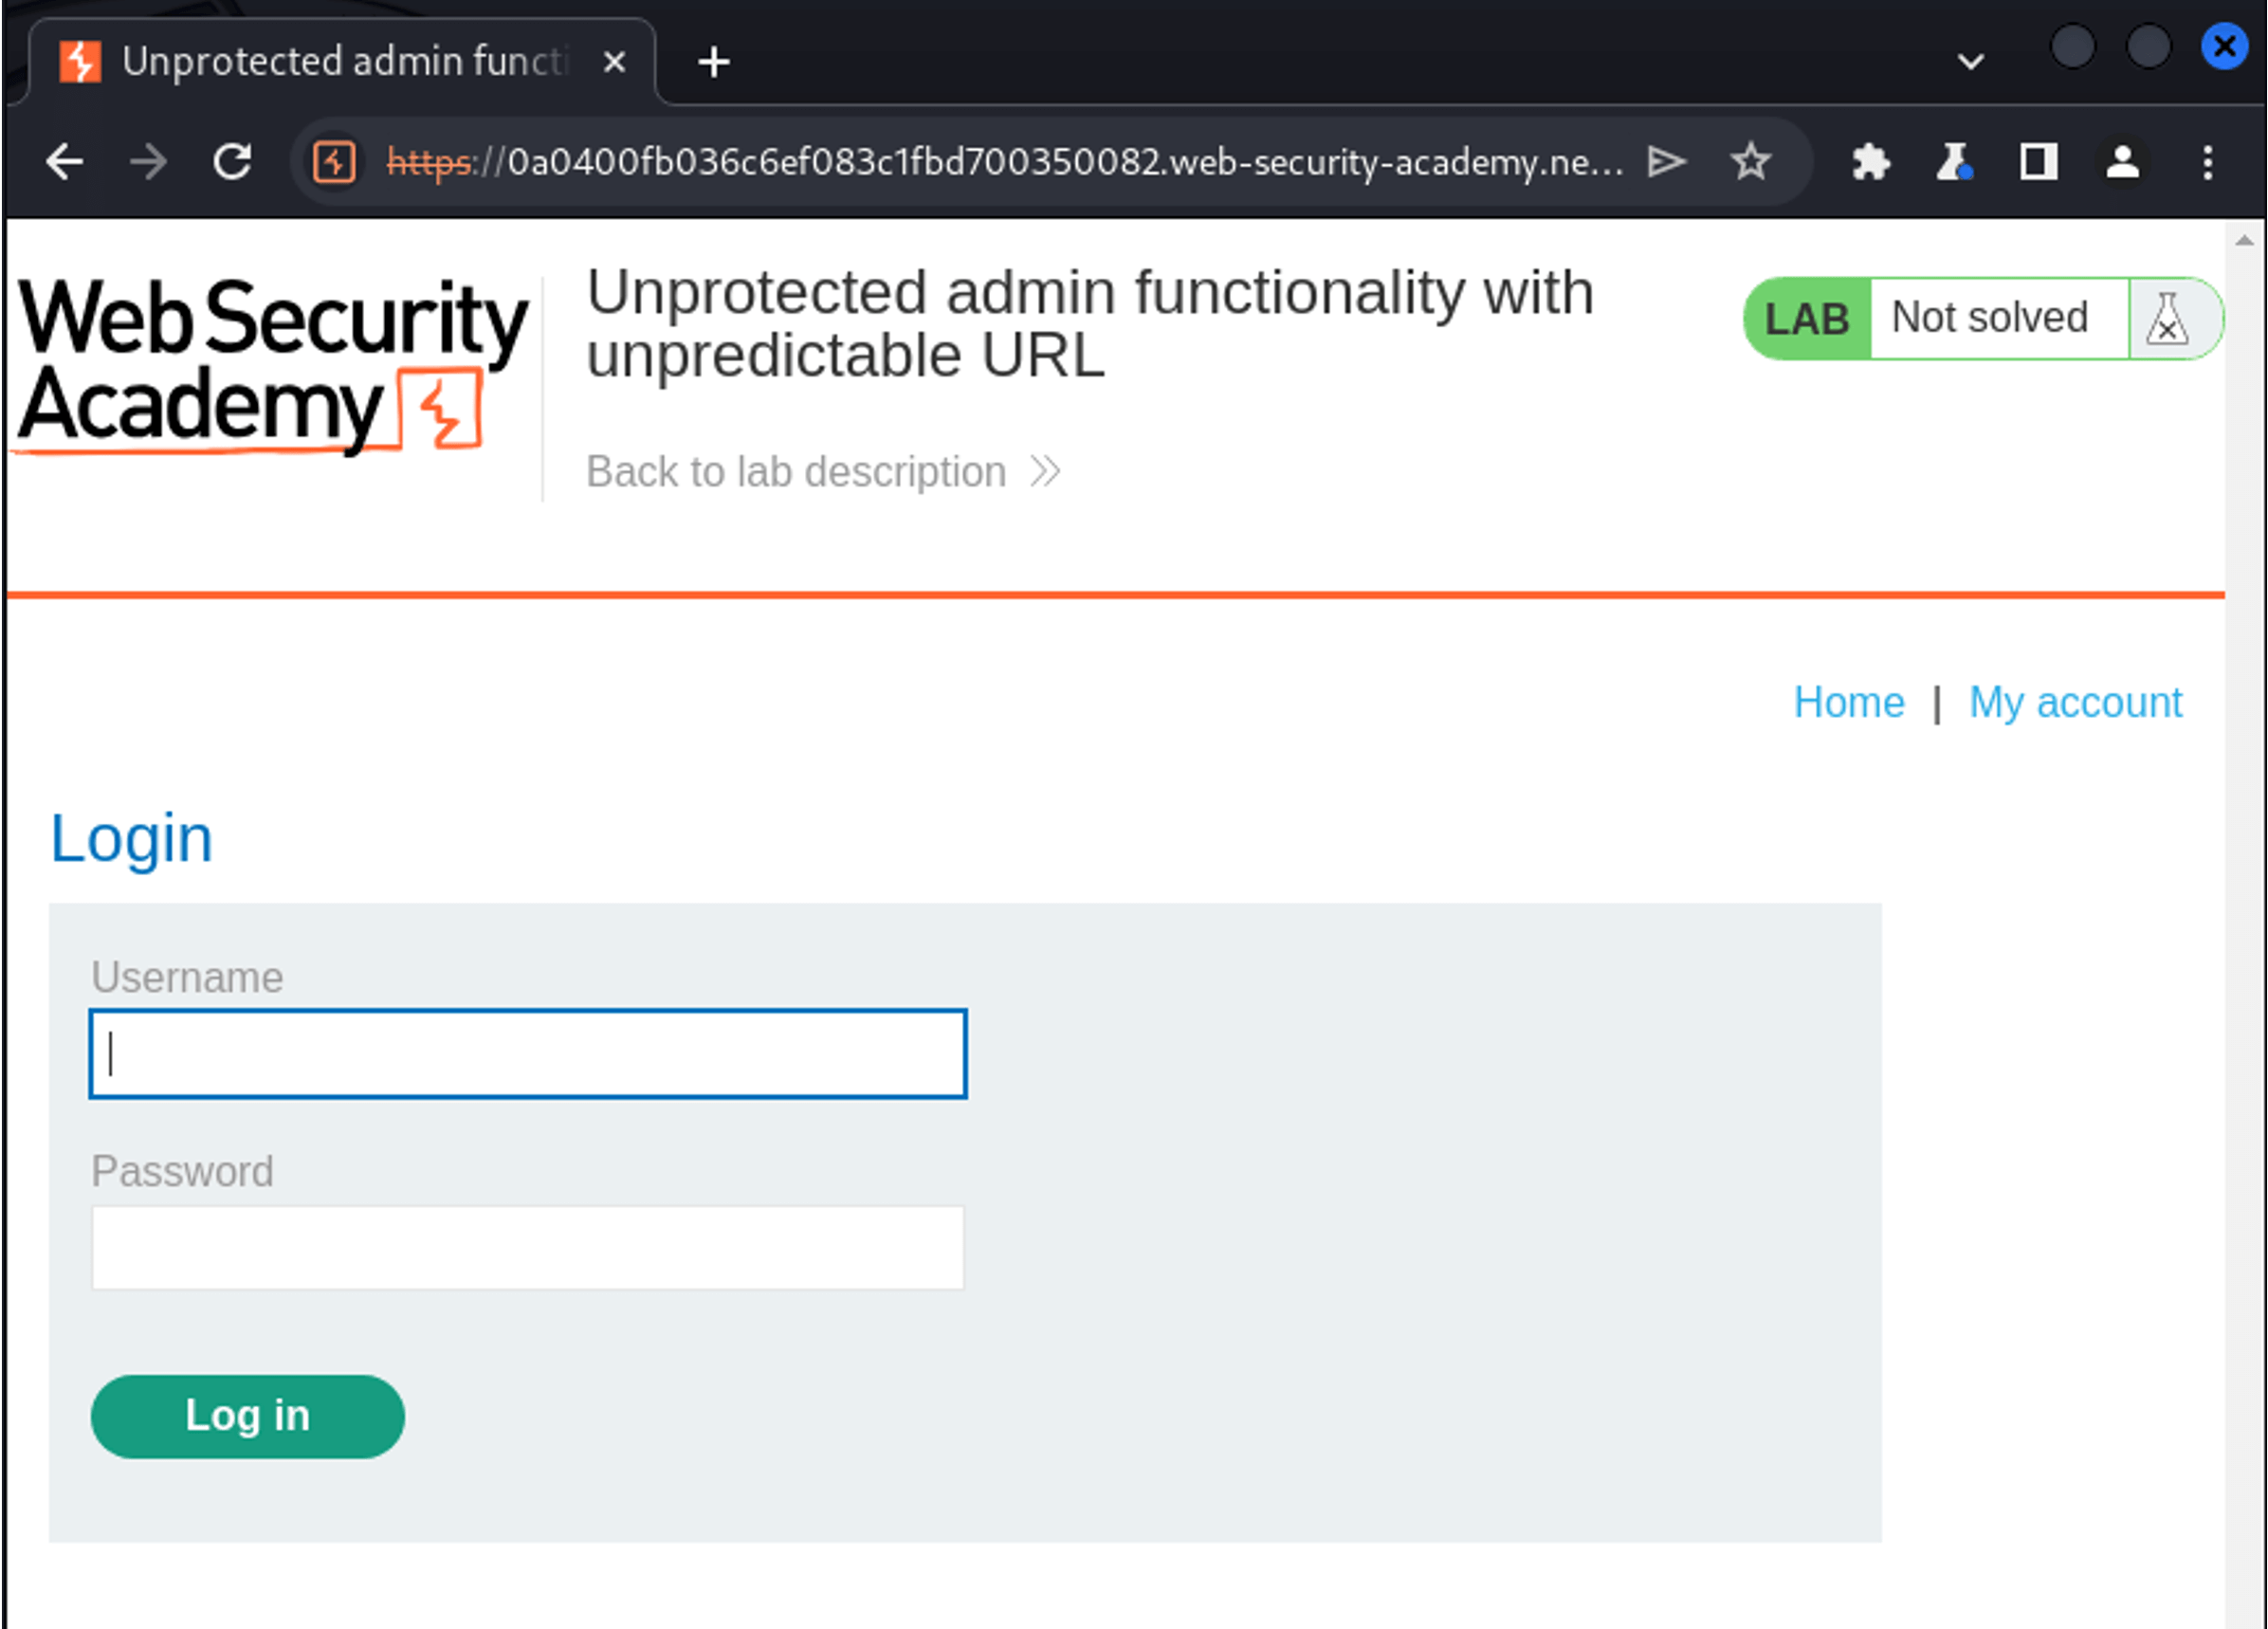 Unprotected admin functi
https://0a0400fb036c6ef083c1fbd700350082.web-security-academy.ne...
Web Security
Academy
Unprotected admin functionality with
unpredictable URL
Back to lab description
LAB Not solved
Home | My account
Login
Username
Password
Log in